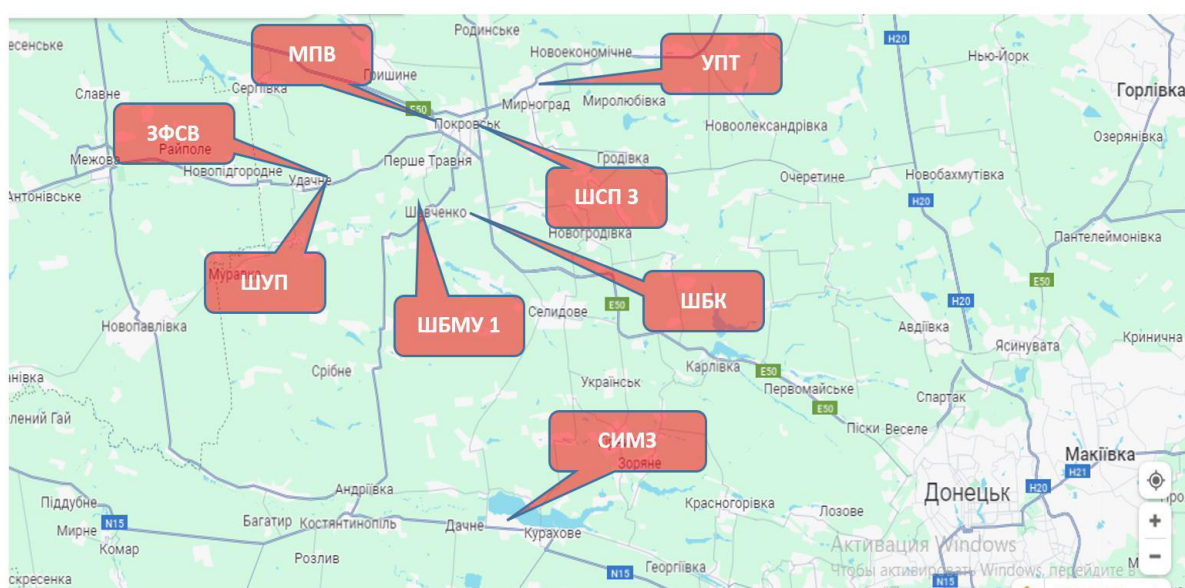 Родинське
есенське
МПВ
Новоекономічне
УПТ
H20
Нью-Йорк
Гришине
Сергіївка
Славне
Горлівка
E50
Мирноград
Миролюбівка
ЗФСВ
Покровськ
Новоолександрівка
Озерянівка
Райполе
Межова
Перше Травня
Гродівка
Новопідгородне
Удачне
Очеретине
Новобахмутівка
Антонівське
ШСП 3
H20
Шевченко
Новогродівка
Пантелеймонівка
ШУП
E50
ШБК
H20
E50
Селидове
ШБМУ 1
Новопавлівка
Авдіївка
Ясинувата
Кринична
Карлівка
E50
Срібне
Українськ
Первомайське
анівка
Спартак
E50
елений Гай
Піски
Веселе
СИМЗ
Макіївка
Зоряне
H21
Андріївка
H20
Донецьк
Піддубне
Красногорівка
N15
Багатир
Костянтинопіль
Дачне
Лозове
Мирне
Курахове
Комар
Активация Windows
Розлив
Георгіївка
Чтобы активировать Windows, перейдите в
скресенка
N15
N15